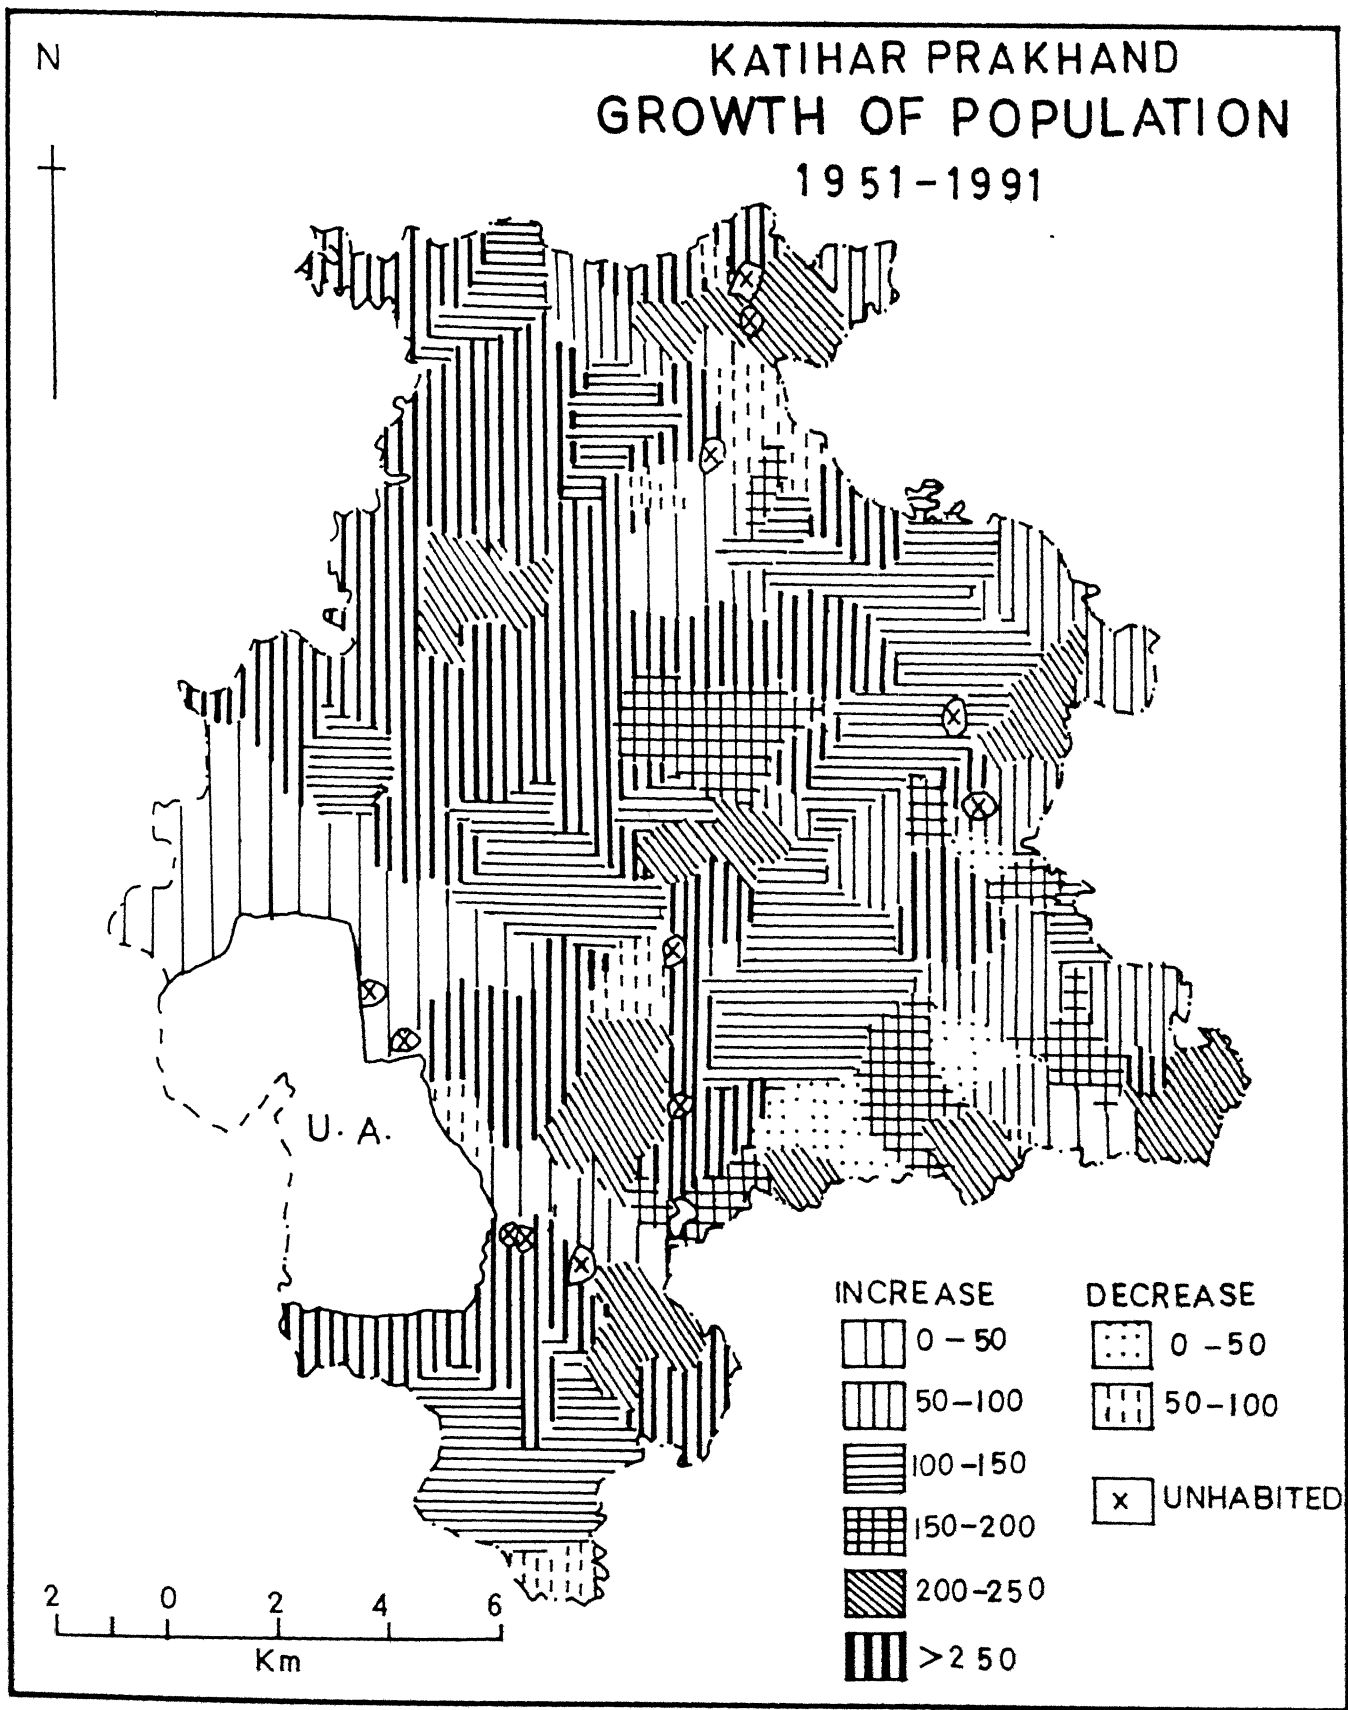 N
KATIHAR PRAKHAND
GROWTH OF POPULATION
1951-1991
U. A.
INCREASE
0-50
50-100
100-150
150-200
200-250
>250
DECREASE
0-50
50-100
x UNHABITED
2 0 2 4 6
Km